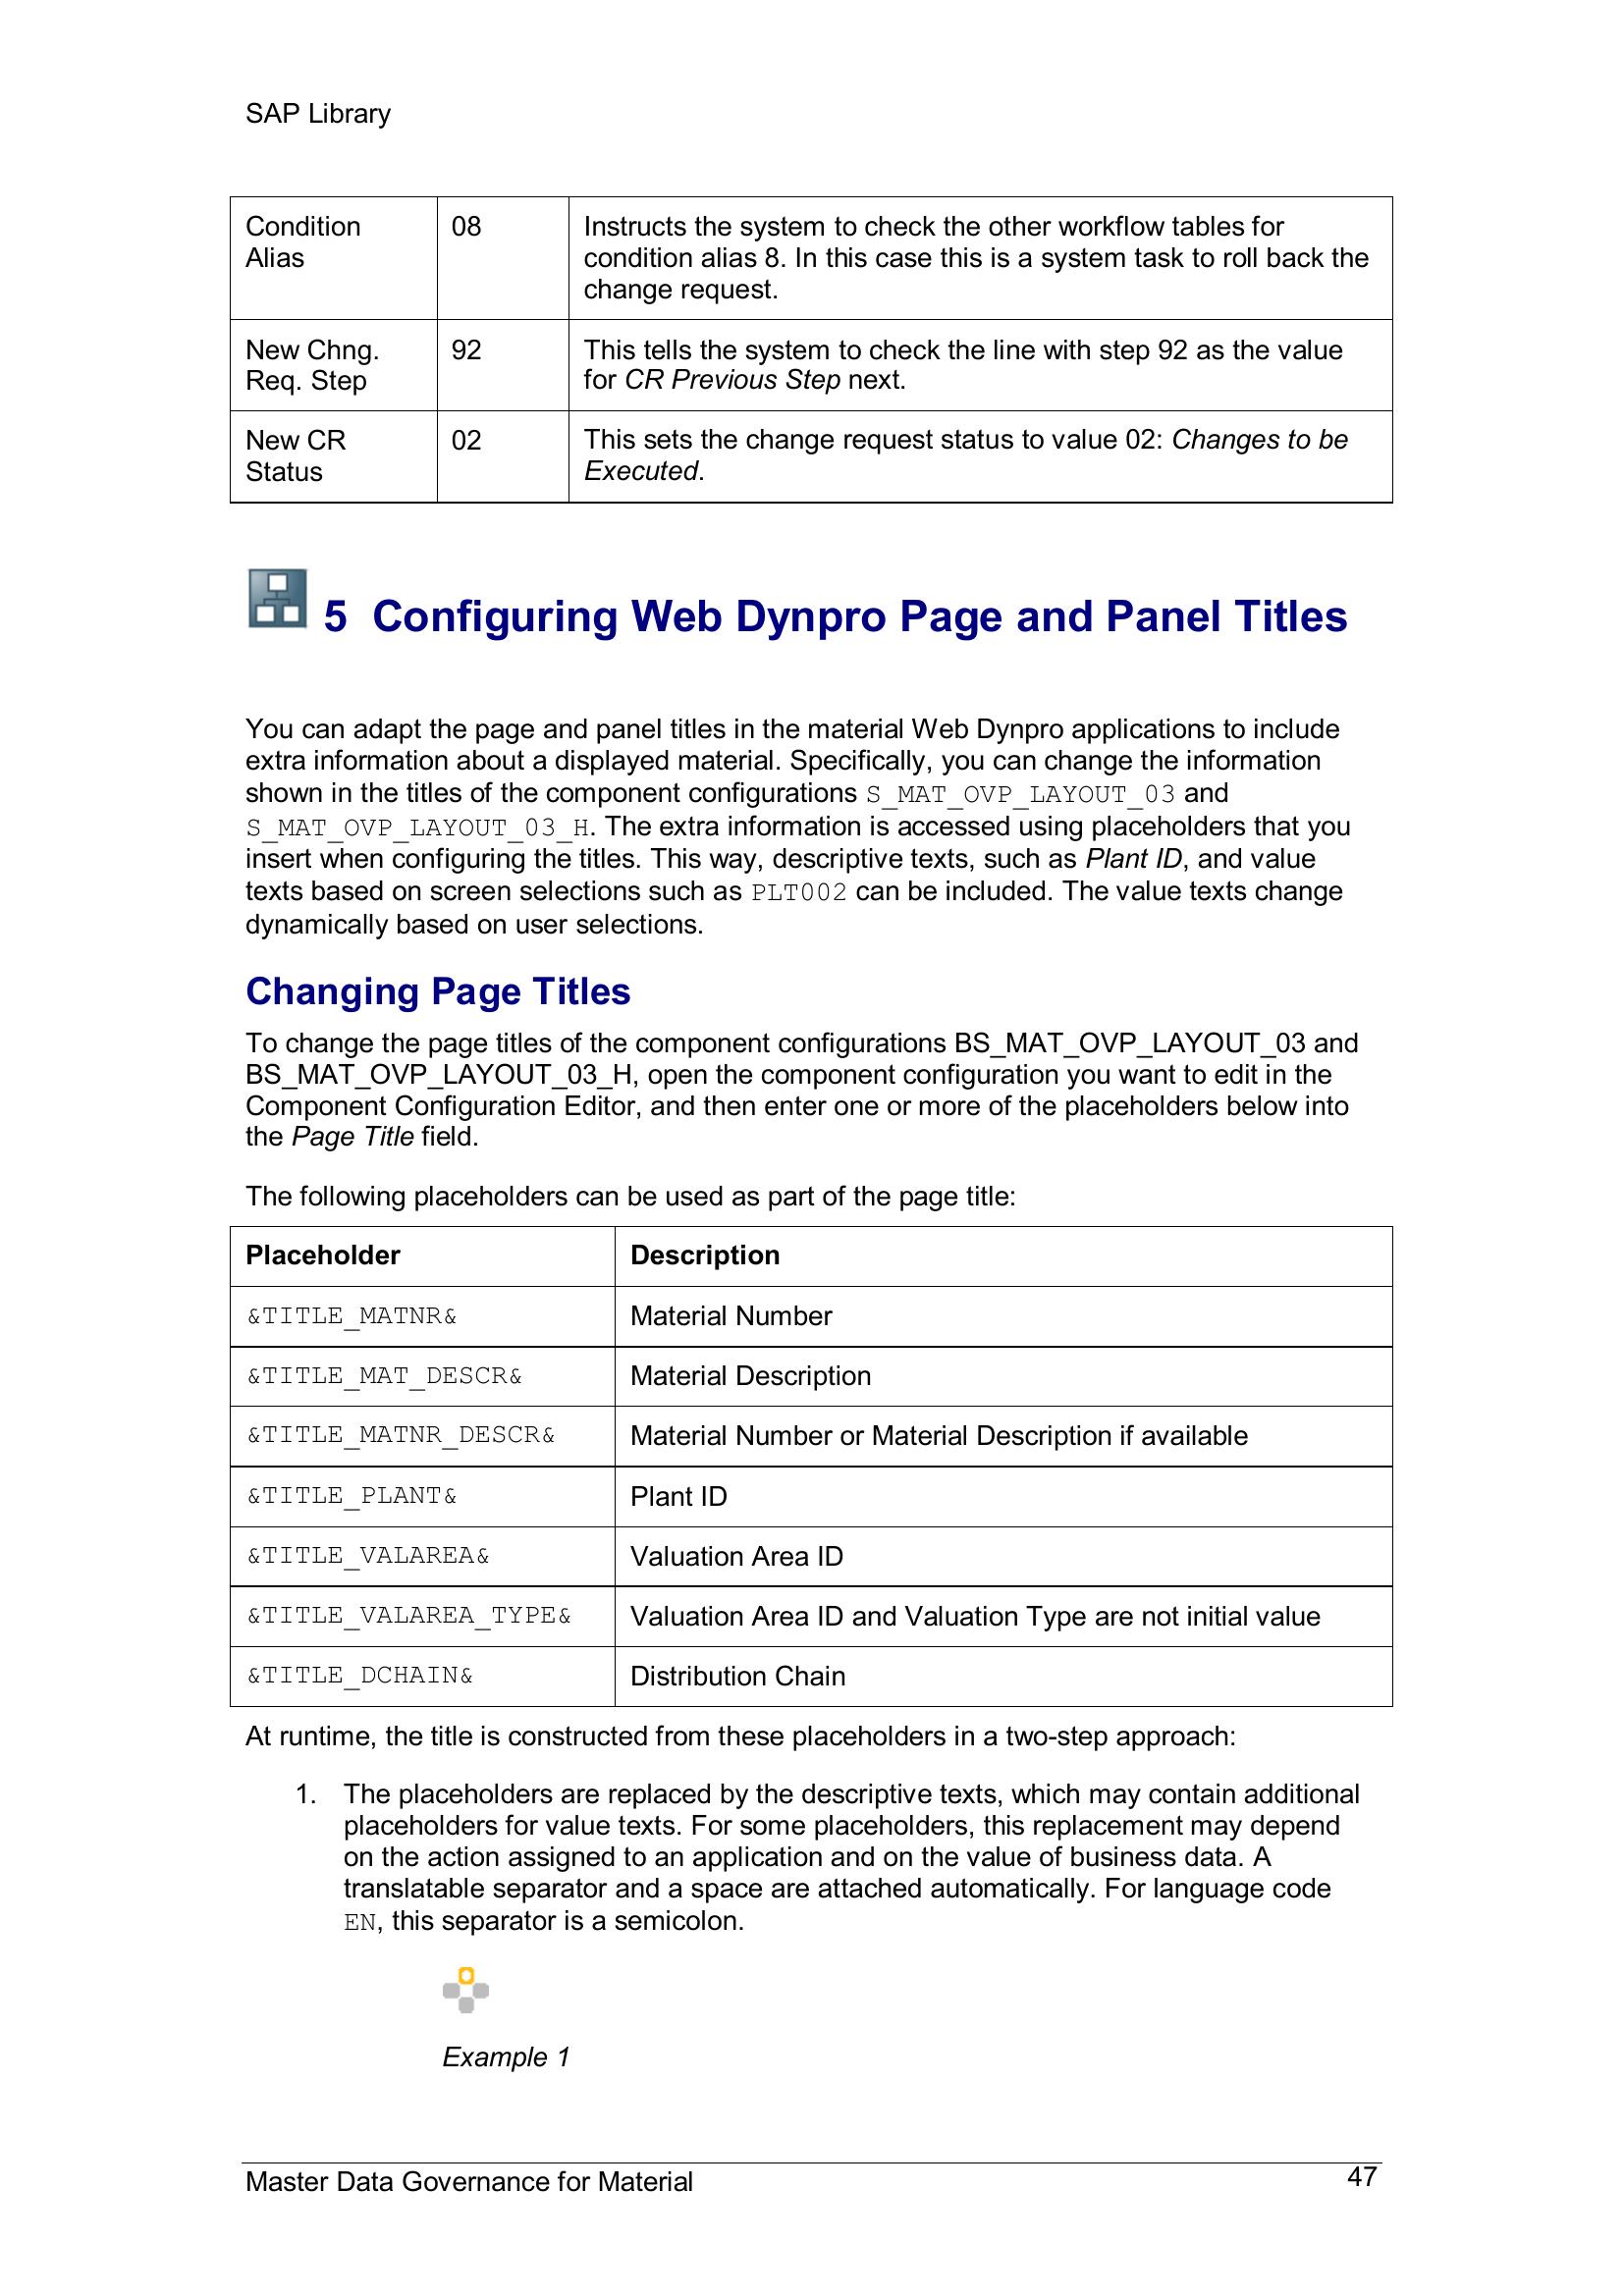 SAP Library
Condition
Alias
08
Instructs the system to check the other workflow tables for
condition alias 8. In this case this is a system task to roll back the
change request.
New Chng.
Req. Step
92
This tells the system to check the line with step 92 as the value
for CR Previous Step next.
New CR
Status
02
This sets the change request status to value 02: Changes to be
Executed.
5 Configuring Web Dynpro Page and Panel Titles
You can adapt the page and panel titles in the material Web Dynpro applications to include
extra information about a displayed material. Specifically, you can change the information
shown in the titles of the component configurations S_MAT_OVP_LAYOUT_03 and
S_MAT_OVP_LAYOUT_03_H. The extra information is accessed using placeholders that you
insert when configuring the titles. This way, descriptive texts, such as Plant ID, and value
texts based on screen selections such as PLT002 can be included. The value texts change
dynamically based on user selections.
Changing Page Titles
To change the page titles of the component configurations BS_MAT_OVP_LAYOUT_03 and
BS_MAT_OVP_LAYOUT_03_H, open the component configuration you want to edit in the
Component Configuration Editor, and then enter one or more of the placeholders below into
the Page Title field.
The following placeholders can be used as part of the page title:
Placeholder Description
&TITLE_MATNR& Material Number
&TITLE_MAT_DESCR& Material Description
&TITLE_MATNR_DESCR& Material Number or Material Description if available
&TITLE_PLANT& Plant ID
&TITLE_VALAREA& Valuation Area ID
&TITLE_VALAREA_TYPE& Valuation Area ID and Valuation Type are not initial value
&TITLE_DCHAIN& Distribution Chain
At runtime, the title is constructed from these placeholders in a two-step approach:
1. The placeholders are replaced by the descriptive texts, which may contain additional
placeholders for value texts. For some placeholders, this replacement may depend
on the action assigned to an application and on the value of business data. A
translatable separator and a space are attached automatically. For language code
EN, this separator is a semicolon.
Example 1
Master Data Governance for Material 47